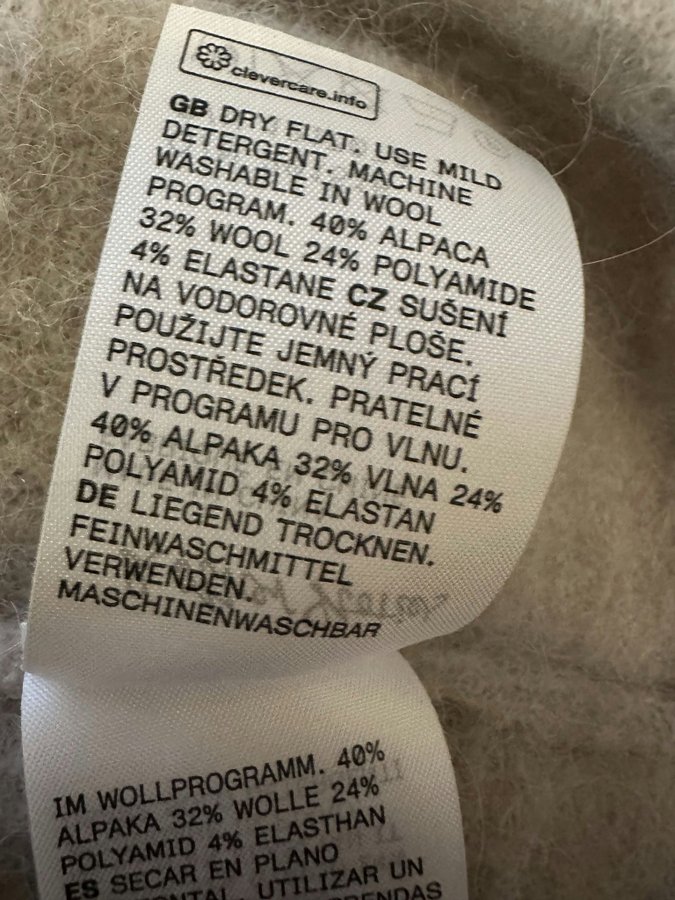 clevercare.info
GB DRY FLAT. USE MILD
DETERGENT. MACHINE
WASHABLE IN WOOL
PROGRAM. 40% ALPACA
32% WOOL 24% POLYAMIDE
4% ELASTANE CZ SUŠENÍ
NA VODOROVNÉ PLOŠE.
POUŽIJTE JEMNÝ PRACÍ
PROSTŘEDEK. PRATELNÉ
V PROGRAMU PRO VLNU.
40% ALPAKA 32% VLNA 24%
POLYAMID 4% ELASTAN
DE LIEGEND TROCKNEN.
FEINWASCHMITTEL
VERWENDEN.
MASCHINENWASCHBAR
IM WOLLPROGRAMM. 40%
ALPAKA 32% WOLLE 24%
POLYAMID 4% ELASTHAN
ES SECAR EN PLANO
UTILIZAR UN